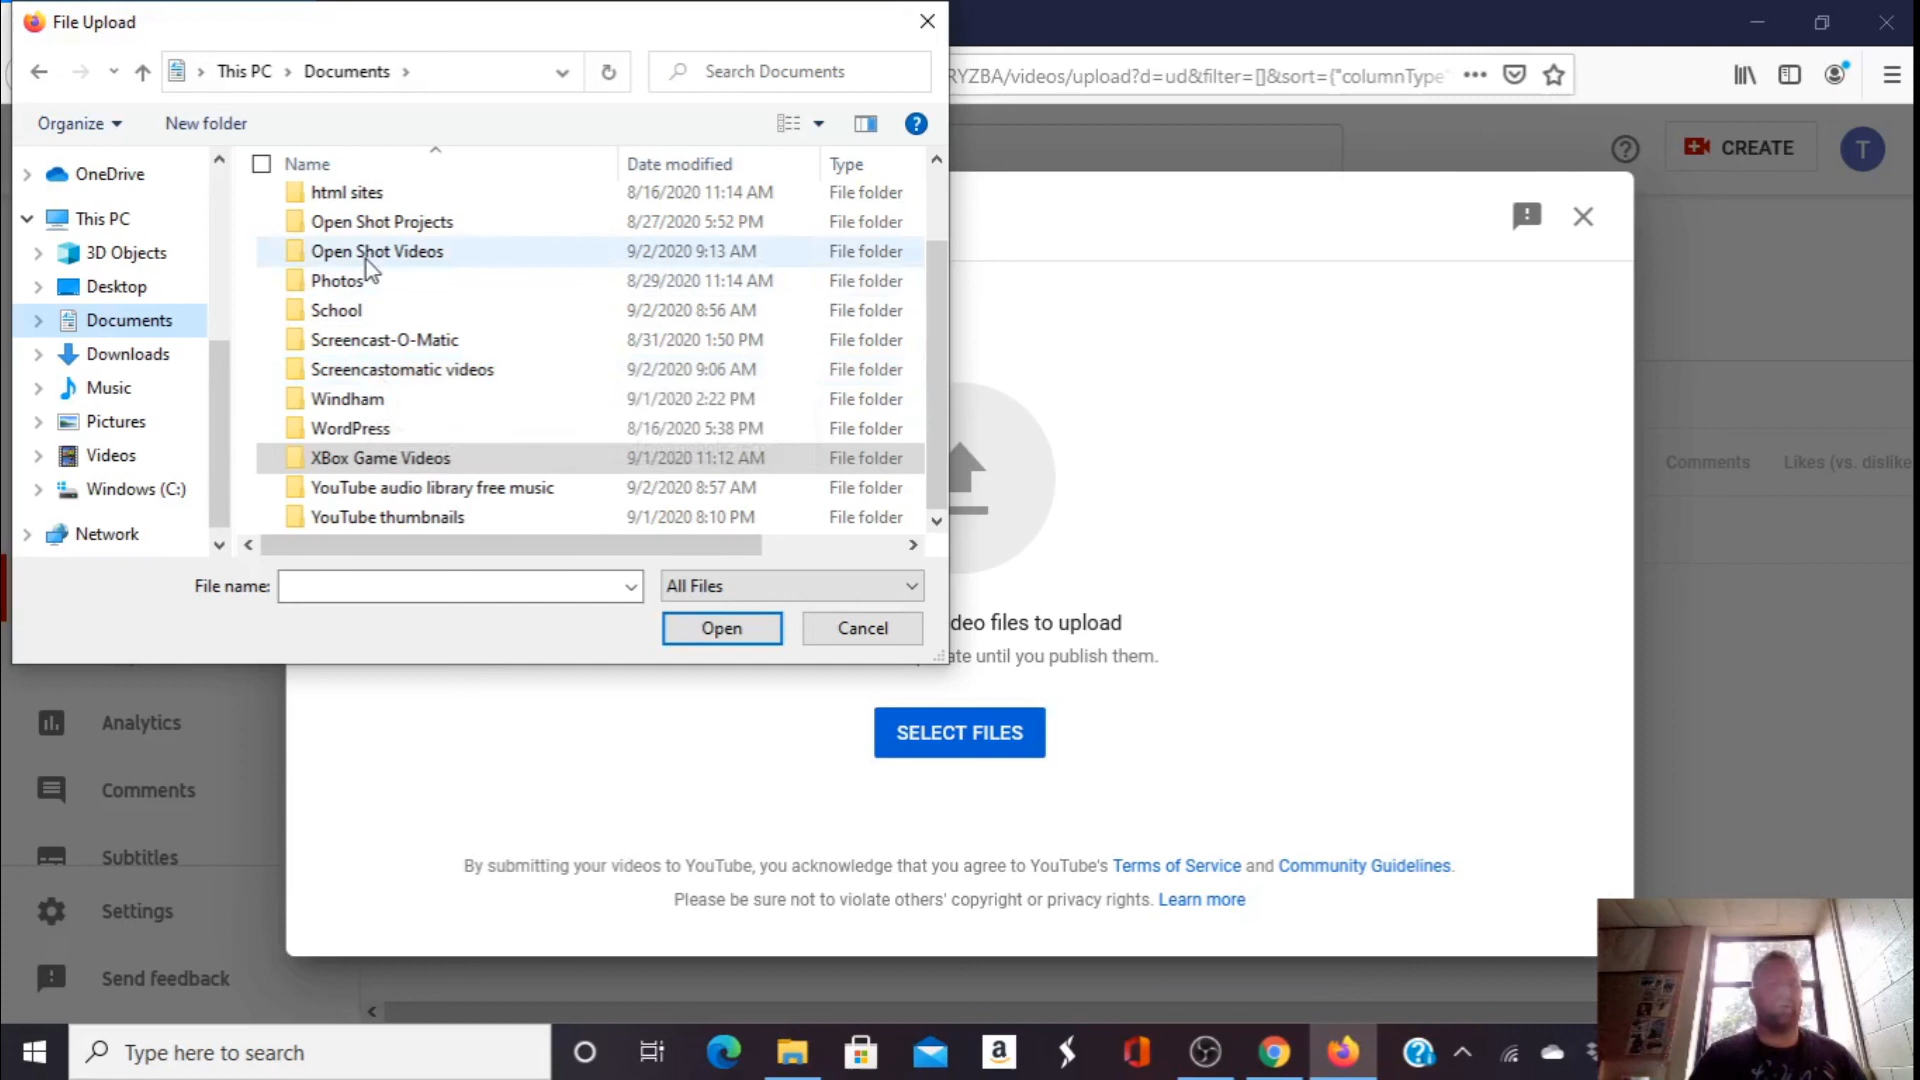 File Upload
This PC > Documents >
Search Documents
RYZBA/videos/upload?d=ud&filter=[]&sort={"columnType"
Organize
New folder
CREATE
T
Name
Date modified
Type
OneDrive
This PC
3D Objects
Desktop
Documents
Downloads
Music
Pictures
Videos
Windows (C:)
Network
html sites 8/16/2020 11:14 AM File folder
Open Shot Projects 8/27/2020 5:52 PM File folder
Open Shot Videos 9/2/2020 9:13 AM File folder
Photos 8/29/2020 11:14 AM File folder
School 9/2/2020 8:56 AM File folder
Screencast-O-Matic 8/31/2020 1:50 PM File folder
Screencastomatic videos 9/2/2020 9:06 AM File folder
Windham 9/1/2020 2:22 PM File folder
WordPress 8/16/2020 5:38 PM File folder
XBox Game Videos 9/1/2020 11:12 AM File folder
YouTube audio library free music 9/2/2020 8:57 AM File folder
YouTube thumbnails 9/1/2020 8:10 PM File folder
Comments
Likes (vs. dislike
File name:
All Files
Open
Cancel
deo files to upload
ate until you publish them.
SELECT FILES
Analytics
Comments
Subtitles
Settings
Send feedback
By submitting your videos to YouTube, you acknowledge that you agree to YouTube's Terms of Service and Community Guidelines.
Please be sure not to violate others' copyright or privacy rights. Learn more
Type here to search